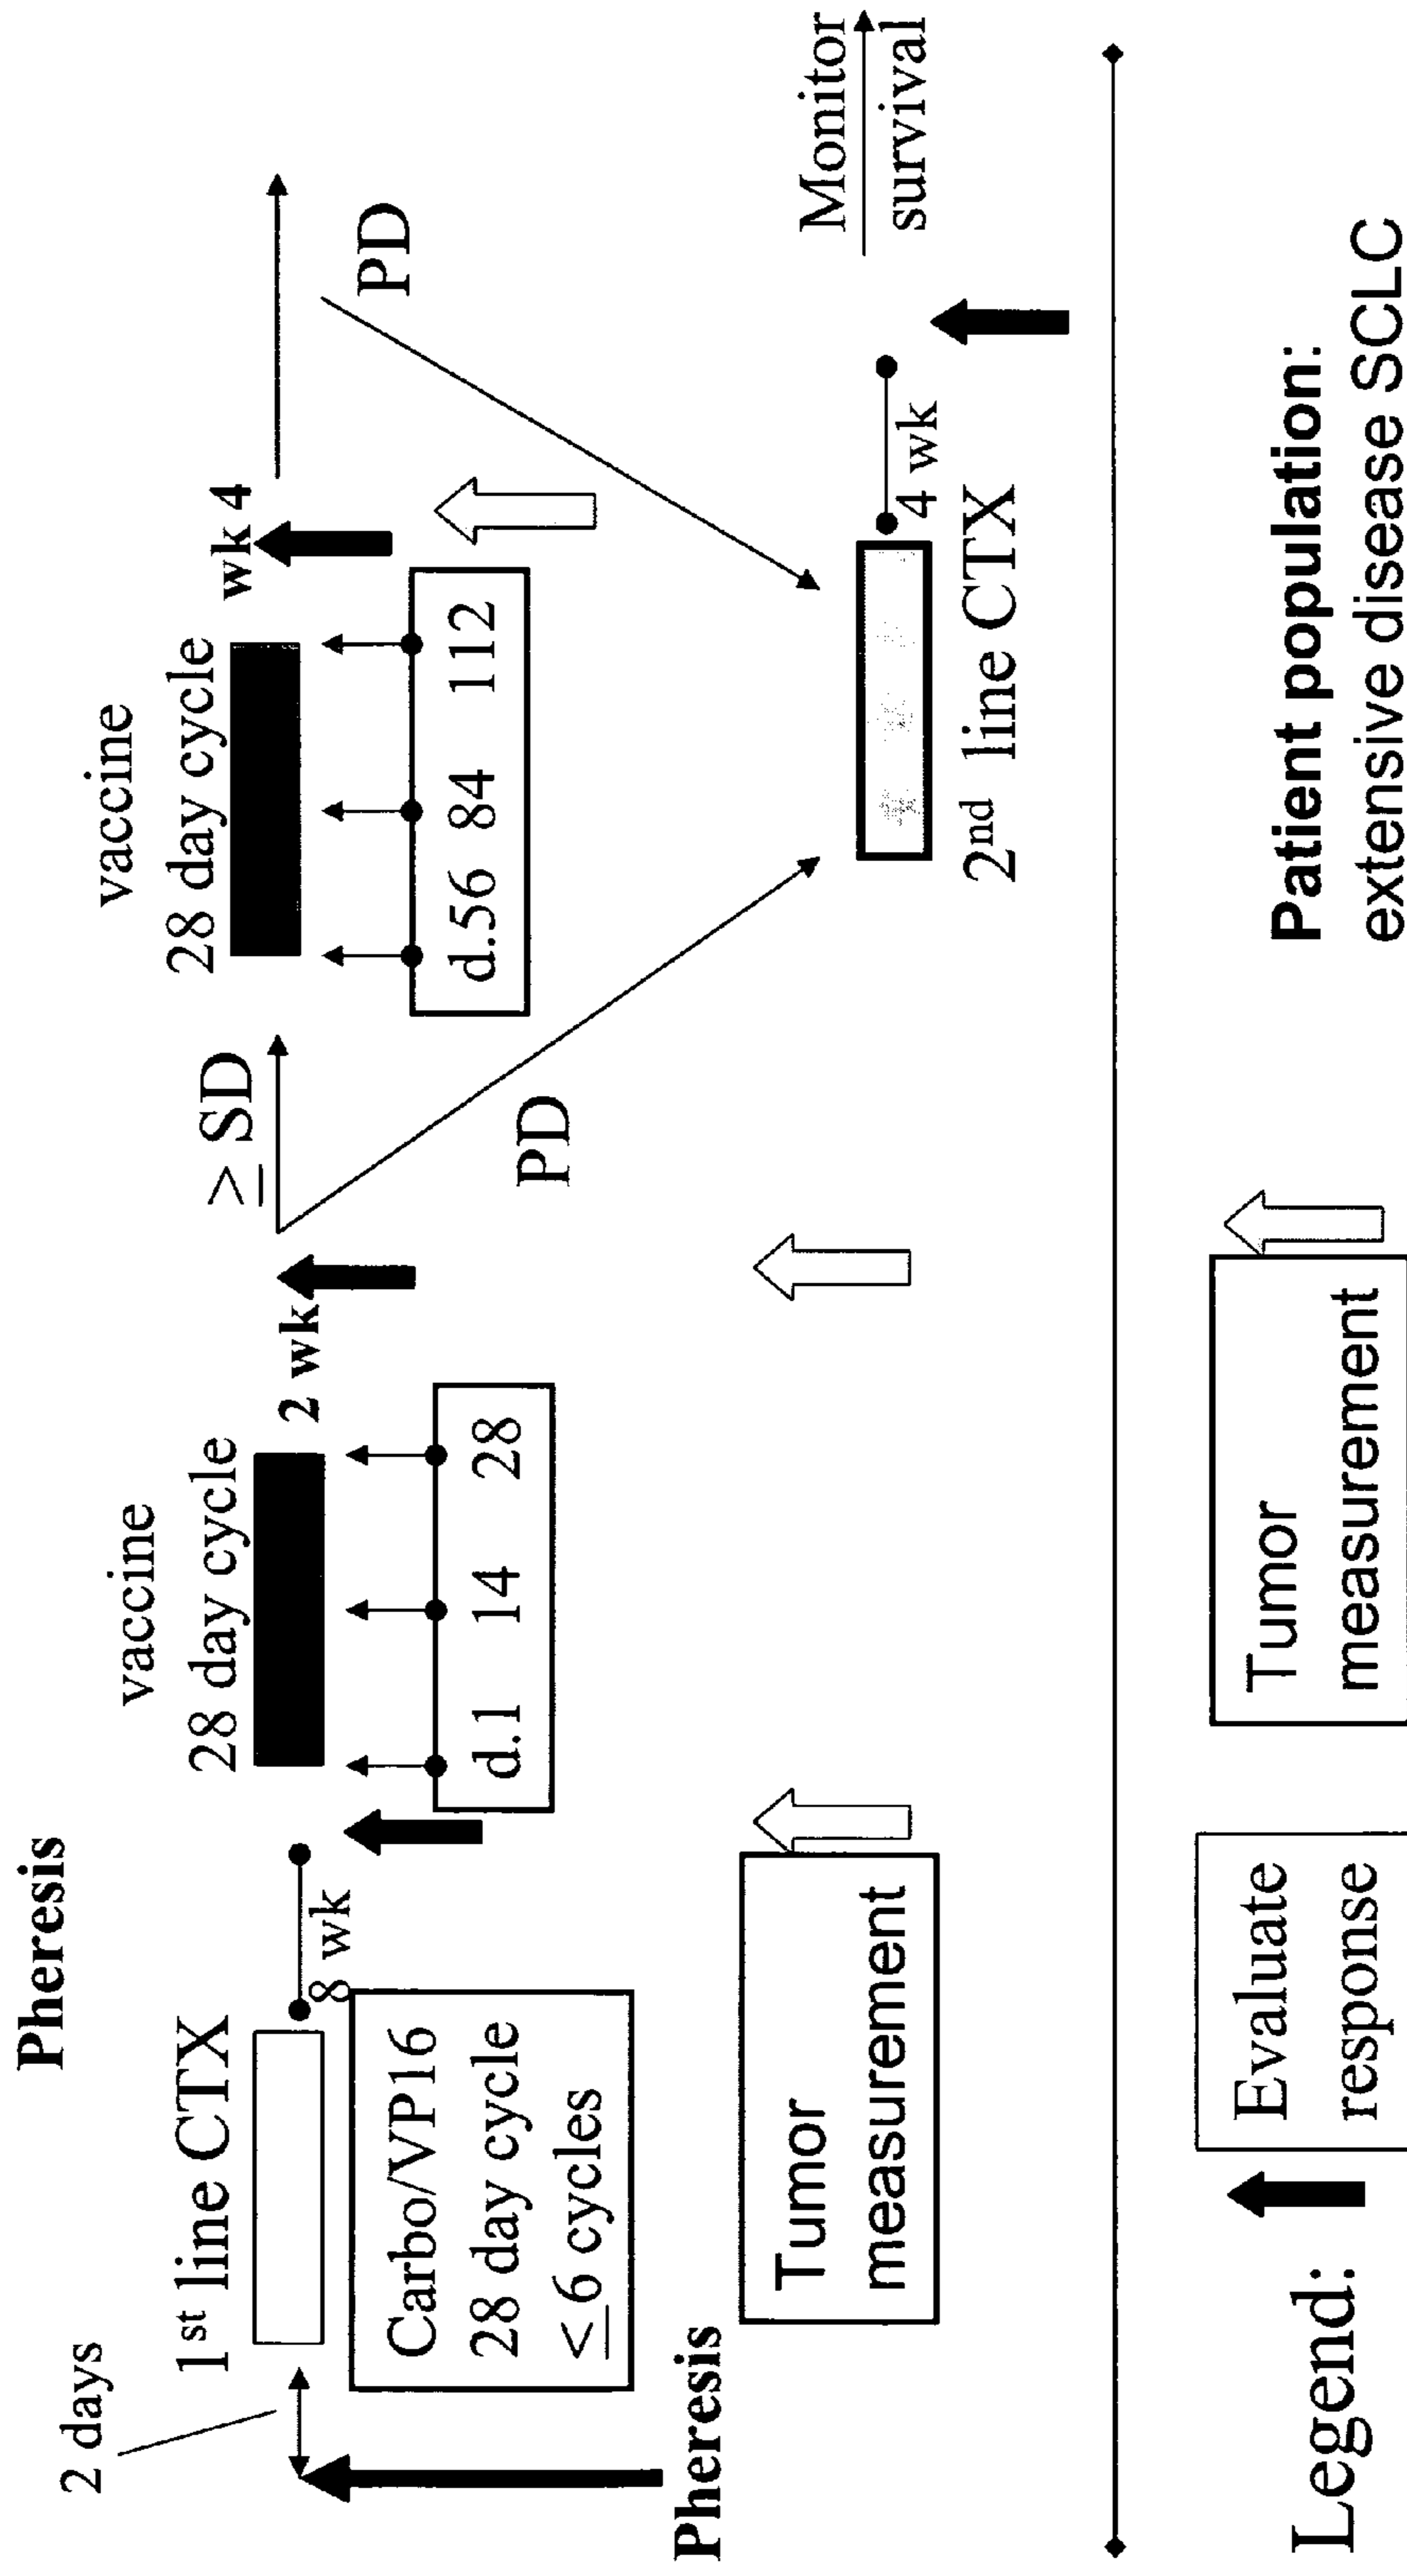 Pheresis
2 days
1st line CTX
8 wk
Carbo/VP16
28 day cycle
≤ 6 cycles
Pheresis
vaccine
28 day cycle
d.1 14 28
2 wk
≥ SD
PD
vaccine
28 day cycle
d.56 84 112
wk 4
PD
Tumor
measurement
2nd line CTX
4 wk
Monitor
survival
Legend:
Evaluate
response
Tumor
measurement
Patient population:
extensive disease SCLC